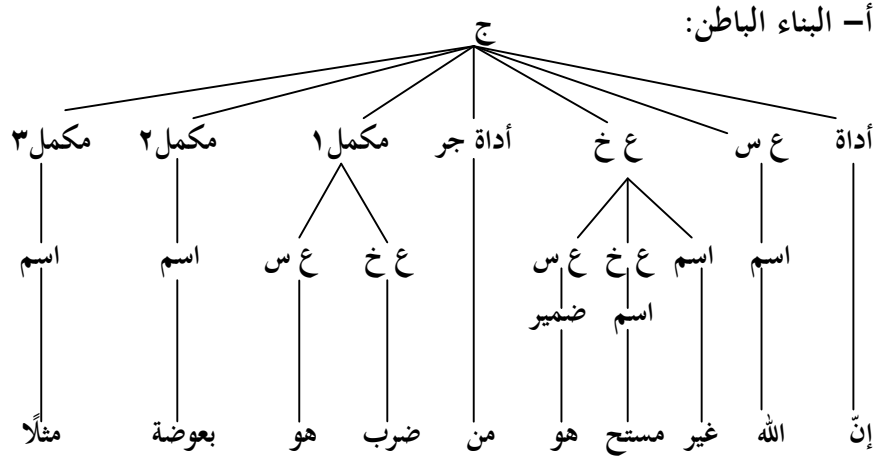 أ– البناء الباطن:
ج
أداة ع س ع خ أداة جر مكمل١ مكمل٢ مكمل٣
اسم اسم ع خ ع س ع خ ع س اسم اسم
اسم ضمير
إنّ الله غير مستح هو من ضرب هو بعوضة مثلًا